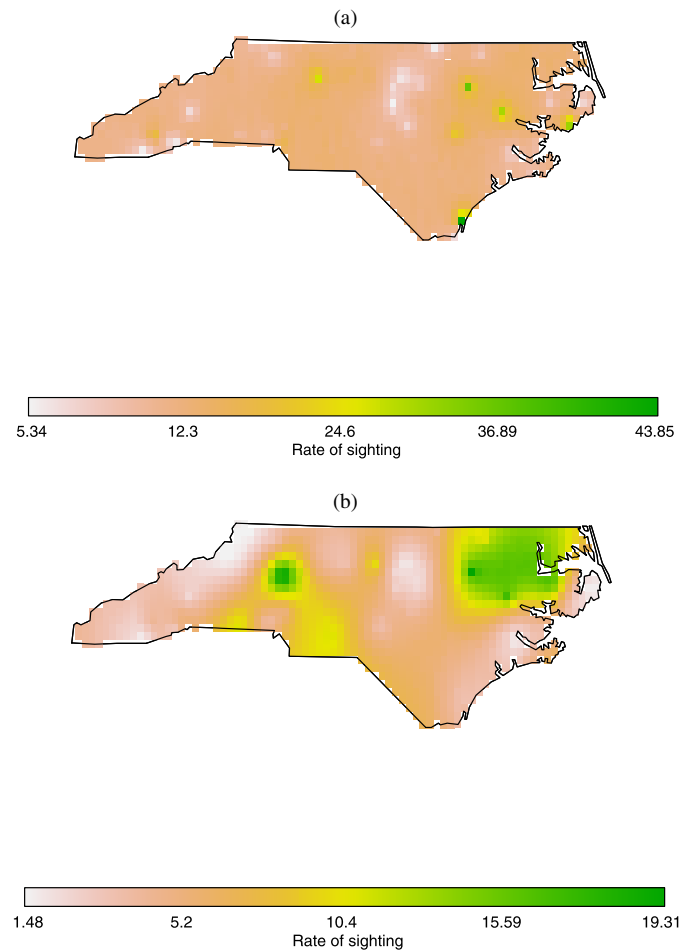 (a)
5.34 12.3 24.6 36.89 43.85
Rate of sighting
(b)
1.48 5.2 10.4 15.59 19.31
Rate of sighting